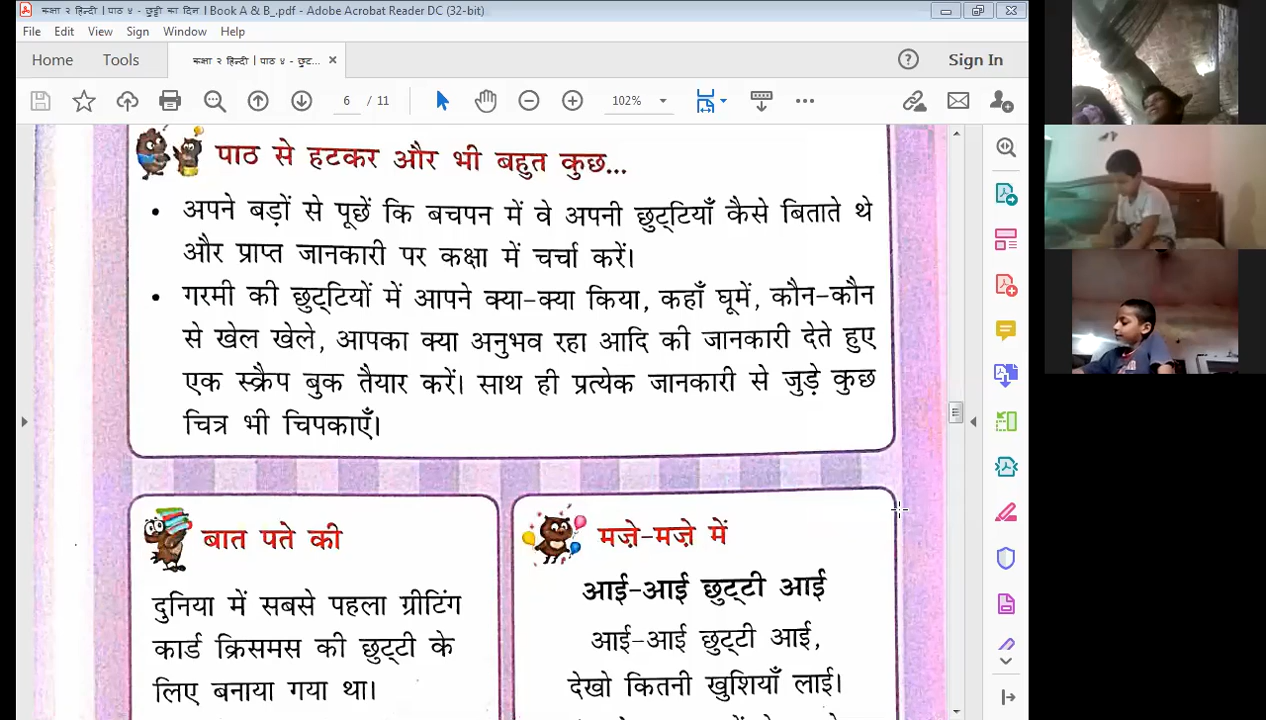 कक्षा २ हिन्दी । पाठ ४ - छुट्टी का दिन । Book A & B_.pdf - Adobe Acrobat Reader DC (32-bit)
File Edit View Sign Window Help
Home Tools कक्षा २ हिन्दी । पाठ ४ - छुट... Sign In
6 / 11 102%
पाठ से हटकर और भी बहुत कुछ...
• अपने बड़ों से पूछें कि बचपन में वे अपनी छुट्टियाँ कैसे बिताते थे
और प्राप्त जानकारी पर कक्षा में चर्चा करें।
• गरमी की छुट्टियों में आपने क्या-क्या किया, कहाँ घूमें, कौन-कौन
से खेल खेले, आपका क्या अनुभव रहा आदि की जानकारी देते हुए
एक स्क्रैप बुक तैयार करें। साथ ही प्रत्येक जानकारी से जुड़े कुछ
चित्र भी चिपकाएँ।
बात पते की
दुनिया में सबसे पहला ग्रीटिंग
कार्ड क्रिसमस की छुट्टी के
लिए बनाया गया था।
मज़े-मज़े में
आई-आई छुट्टी आई
आई-आई छुट्टी आई,
देखो कितनी खुशियाँ लाई।